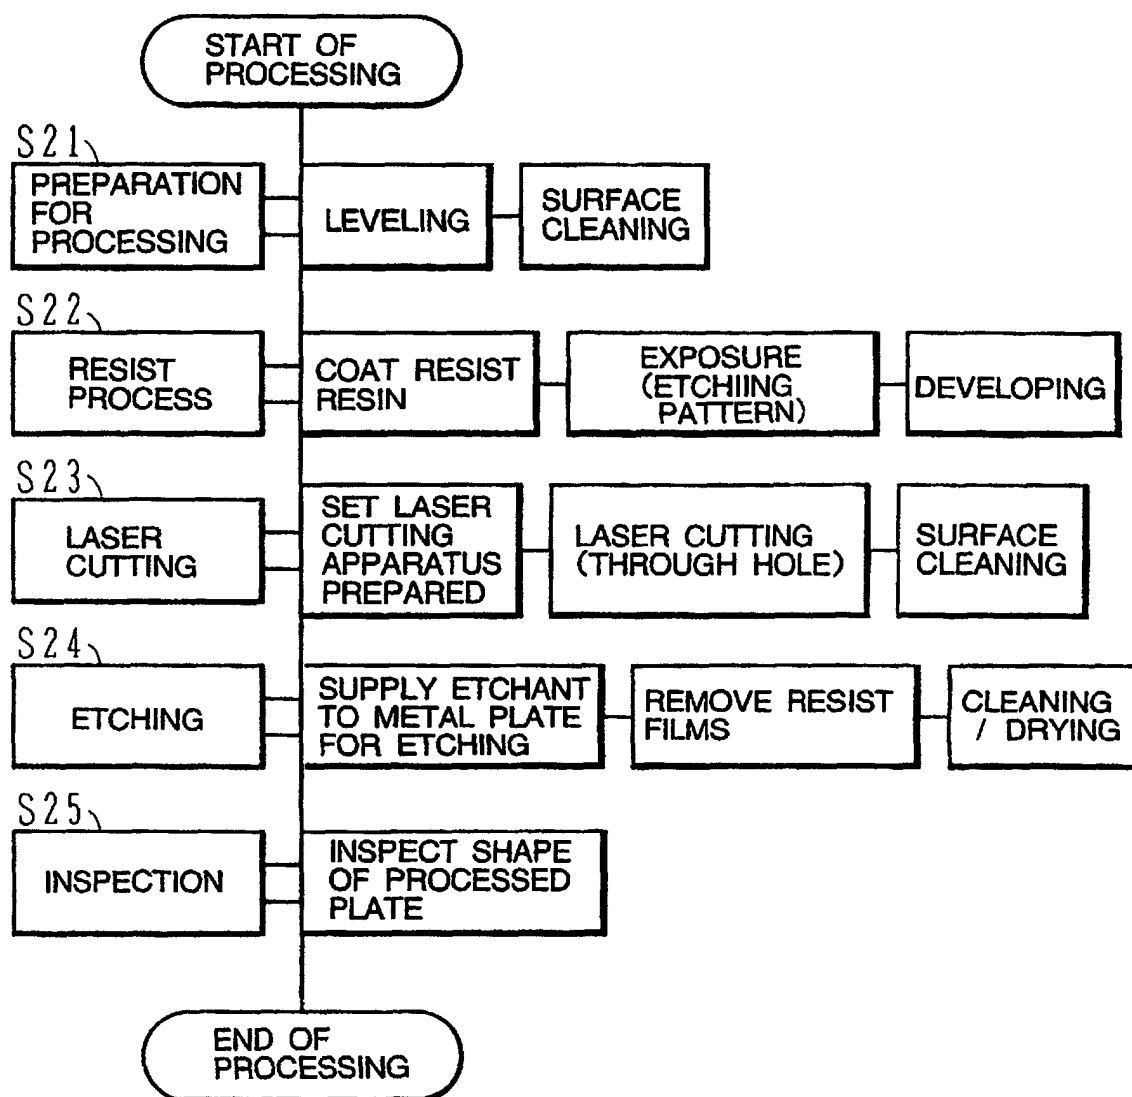 START OF
PROCESSING
S21
PREPARATION
FOR
PROCESSING
LEVELING
SURFACE
CLEANING
S22
RESIST
PROCESS
COAT RESIST
RESIN
EXPOSURE
(ETCHIING
PATTERN)
DEVELOPING
S23
LASER
CUTTING
SET LASER
CUTTING
APPARATUS
PREPARED
LASER CUTTING
(THROUGH HOLE)
SURFACE
CLEANING
S24
ETCHING
SUPPLY ETCHANT
TO METAL PLATE
FOR ETCHING
REMOVE RESIST
FILMS
CLEANING
/ DRYING
S25
INSPECTION
INSPECT SHAPE
OF PROCESSED
PLATE
END OF
PROCESSING